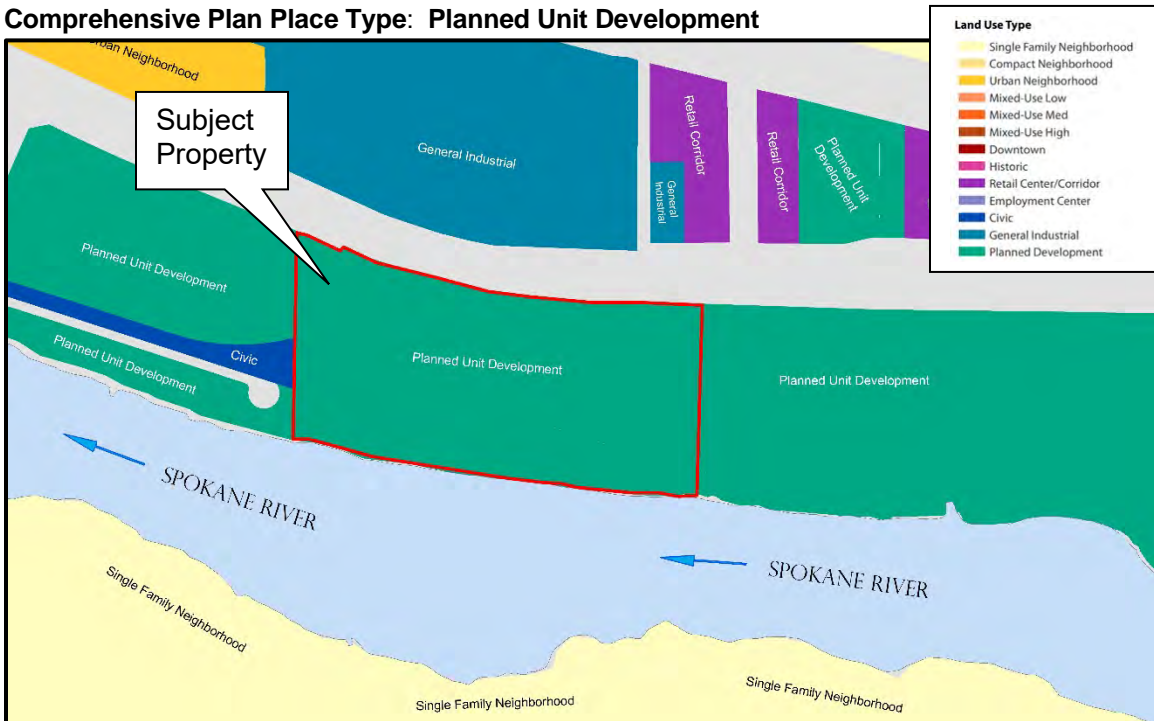 Comprehensive Plan Place Type: Planned Unit Development
Land Use Type
Single Family Neighborhood
Compact Neighborhood
Urban Neighborhood
Mixed-Use Low
Mixed-Use Med
Mixed-Use High
Downtown
Historic
Retail Center/Corridor
Employment Center
Civic
General Industrial
Planned Development
Urban Neighborhood
Subject
Property
General Industrial
Retail Corridor
General
Industrial
Retail Corridor
Planned Unit
Development
Planned Unit Development
Civic
Planned Unit Development
Planned Unit Development
Planned Unit Development
SPOKANE RIVER
SPOKANE RIVER
Single Family Neighborhood
Single Family Neighborhood
Single Family Neighborhood